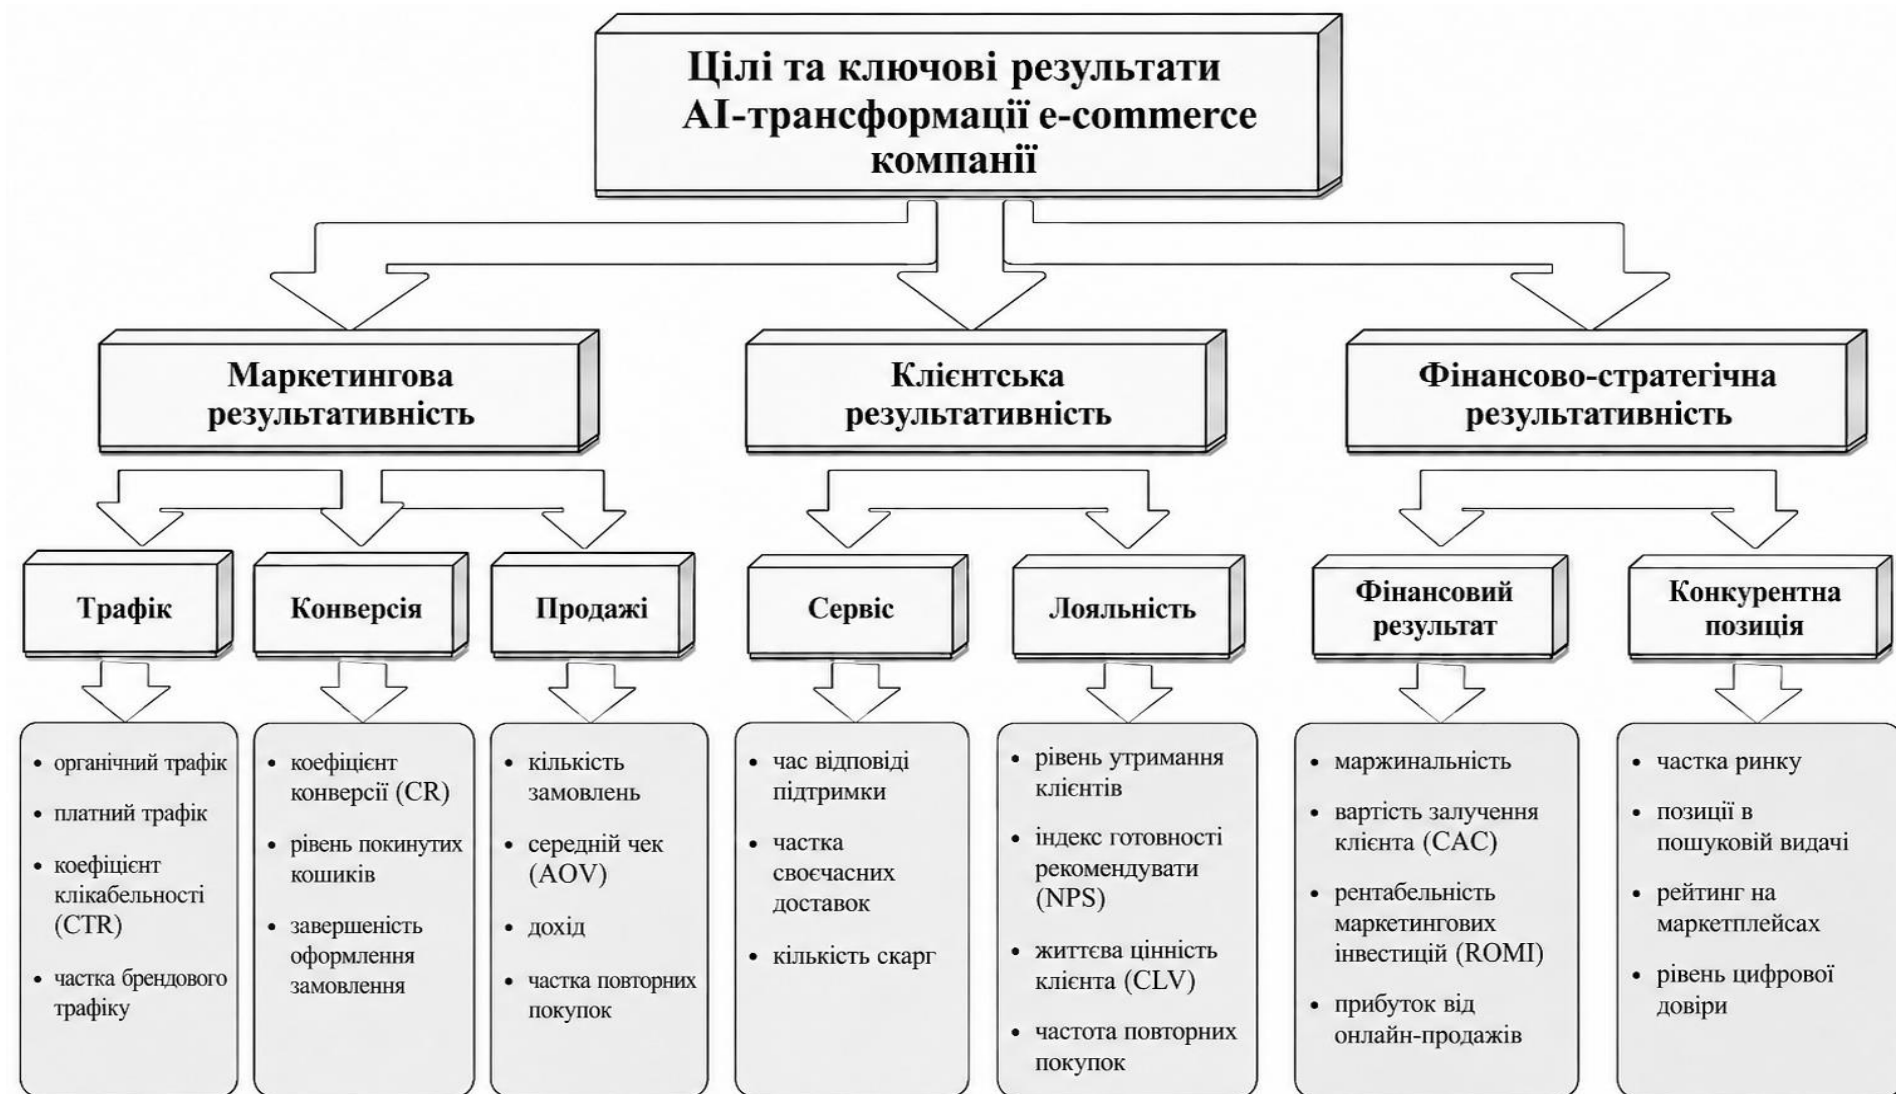 Цілі та ключові результати
AI-трансформації e-commerce
компанії
Маркетингова
результативність
Клієнтська
результативність
Фінансово-стратегічна
результативність
Трафік
Конверсія
Продажі
Сервіс
Лояльність
Фінансовий
результат
Конкурентна
позиція
• органічний трафік
• платний трафік
• коефіцієнт
клікабельності
(CTR)
• частка брендового
трафіку
• коефіцієнт
конверсії (CR)
• рівень покинутих
кошиків
• завершеність
оформлення
замовлення
• кількість
замовлень
• середній чек
(AOV)
• дохід
• частка повторних
покупок
• час відповіді
підтримки
• частка
своєчасних
доставок
• кількість скарг
• рівень утримання
клієнтів
• індекс готовності
рекомендувати
(NPS)
• життєва цінність
клієнта (CLV)
• частота повторних
покупок
• маржинальність
• вартість залучення
клієнта (CAC)
• рентабельність
маркетингових
інвестицій (ROMI)
• прибуток від
онлайн-продажів
• частка ринку
• позиції в
пошуковій видачі
• рейтинг на
маркетплейсах
• рівень цифрової
довіри